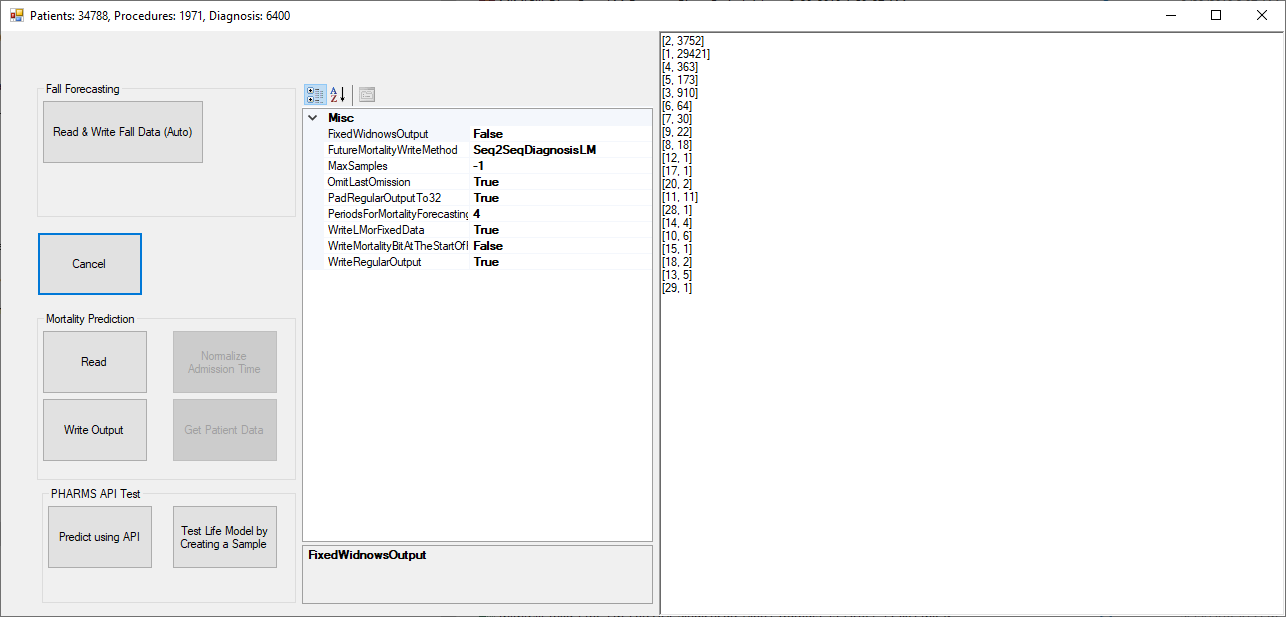 Patients: 34788, Procedures: 1971, Diagnosis: 6400
Fall Forecasting
Read & Write Fall Data (Auto)
Cancel
Mortality Prediction
Read
Normalize
Admission Time
Write Output
Get Patient Data
PHARMS API Test
Predict using API
Test Life Model by
Creating a Sample
Misc
FixedWidnowsOutput False
FutureMortalityWriteMethod Seq2SeqDiagnosisLM
MaxSamples -1
OmitLastOmission True
PadRegularOutputTo32 True
PeriodsForMortalityForecasting 4
WriteLMorFixedData True
WriteMortalityBitAtTheStartOf False
WriteRegularOutput True
FixedWidnowsOutput
[2, 3752]
[1, 29421]
[4, 363]
[5, 173]
[3, 910]
[6, 64]
[7, 30]
[9, 22]
[8, 18]
[12, 1]
[17, 1]
[20, 2]
[11, 11]
[28, 1]
[14, 4]
[10, 6]
[15, 1]
[18, 2]
[13, 5]
[29, 1]